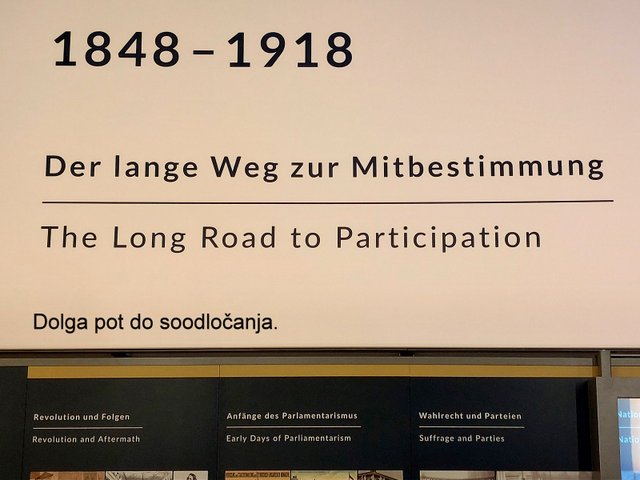 1848 – 1918
Der lange Weg zur Mitbestimmung
The Long Road to Participation
Dolga pot do soodločanja.
Revolution und Folgen
Revolution and Aftermath
Anfänge des Parlamentarismus
Early Days of Parliamentarism
Wahlrecht und Parteien
Suffrage and Parties